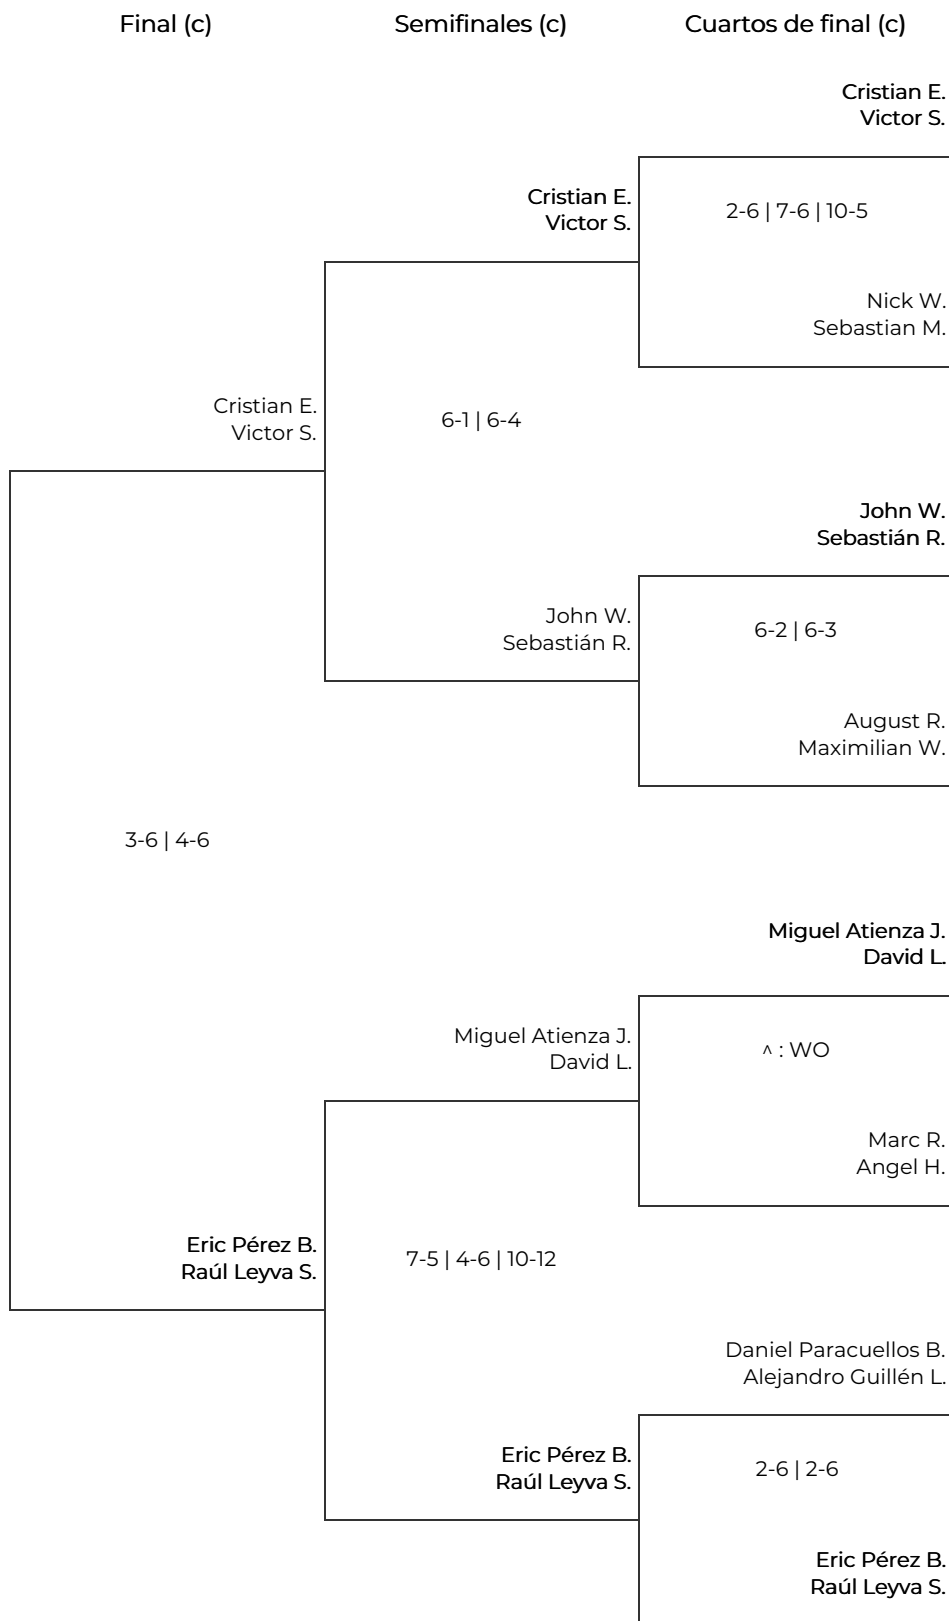 Final (c)
Semifinales (c)
Cuartos de final (c)
Cristian E.
Victor S.
Cristian E.
Victor S.
2-6 | 7-6 | 10-5
Nick W.
Sebastian M.
Cristian E.
Victor S.
6-1 | 6-4
John W.
Sebastián R.
John W.
Sebastián R.
6-2 | 6-3
August R.
Maximilian W.
3-6 | 4-6
Miguel Atienza J.
David L.
Miguel Atienza J.
David L.
^ : WO
Marc R.
Angel H.
Eric Pérez B.
Raúl Leyva S.
7-5 | 4-6 | 10-12
Daniel Paracuellos B.
Alejandro Guillén L.
Eric Pérez B.
Raúl Leyva S.
2-6 | 2-6
Eric Pérez B.
Raúl Leyva S.